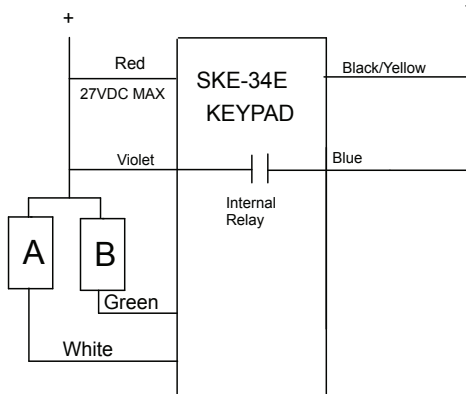 +
Red
27VDC MAX
SKE-34E
KEYPAD
Black/Yellow
Violet
Blue
Internal
Relay
A
B
Green
White